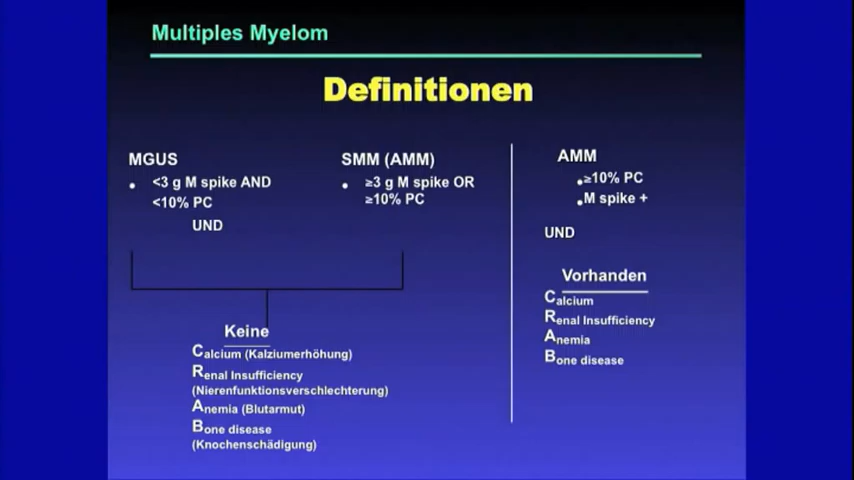 Multiples Myelom
Definitionen
MGUS
• <3 g M spike AND
<10% PC
UND
SMM (AMM)
• ≥3 g M spike OR
≥10% PC
Keine
Calcium (Kalziumerhöhung)
Renal Insufficiency
(Nierenfunktionsverschlechterung)
Anemia (Blutarmut)
Bone disease
(Knochenschädigung)
AMM
•≥10% PC
•M spike +
UND
Vorhanden
Calcium
Renal Insufficiency
Anemia
Bone disease